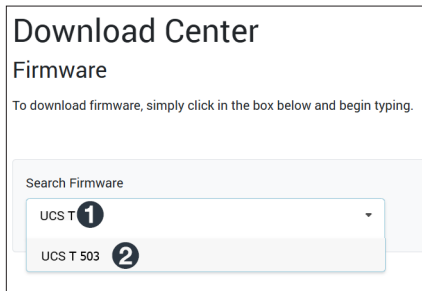 Download Center
Firmware
To download firmware, simply click in the box below and begin typing.
Search Firmware
UCS T 1
UCS T 503 2